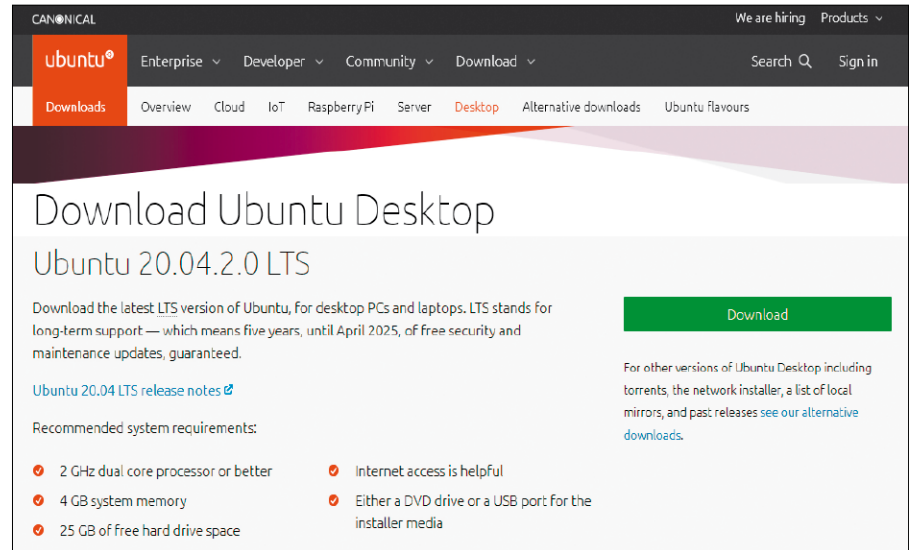 CANONICAL
We are hiring Products
ubuntu®
Enterprise Developer Community Download
Search Sign in
Downloads
Overview Cloud IoT Raspberry Pi Server Desktop Alternative downloads Ubuntu flavours
Download Ubuntu Desktop
Ubuntu 20.04.2.0 LTS
Download the latest LTS version of Ubuntu, for desktop PCs and laptops. LTS stands for
long-term support — which means five years, until April 2025, of free security and
maintenance updates, guaranteed.
Ubuntu 20.04 LTS release notes
Recommended system requirements:
2 GHz dual core processor or better
4 GB system memory
25 GB of free hard drive space
Internet access is helpful
Either a DVD drive or a USB port for the
installer media
Download
For other versions of Ubuntu Desktop including
torrents, the network installer, a list of local
mirrors, and past releases see our alternative
downloads.